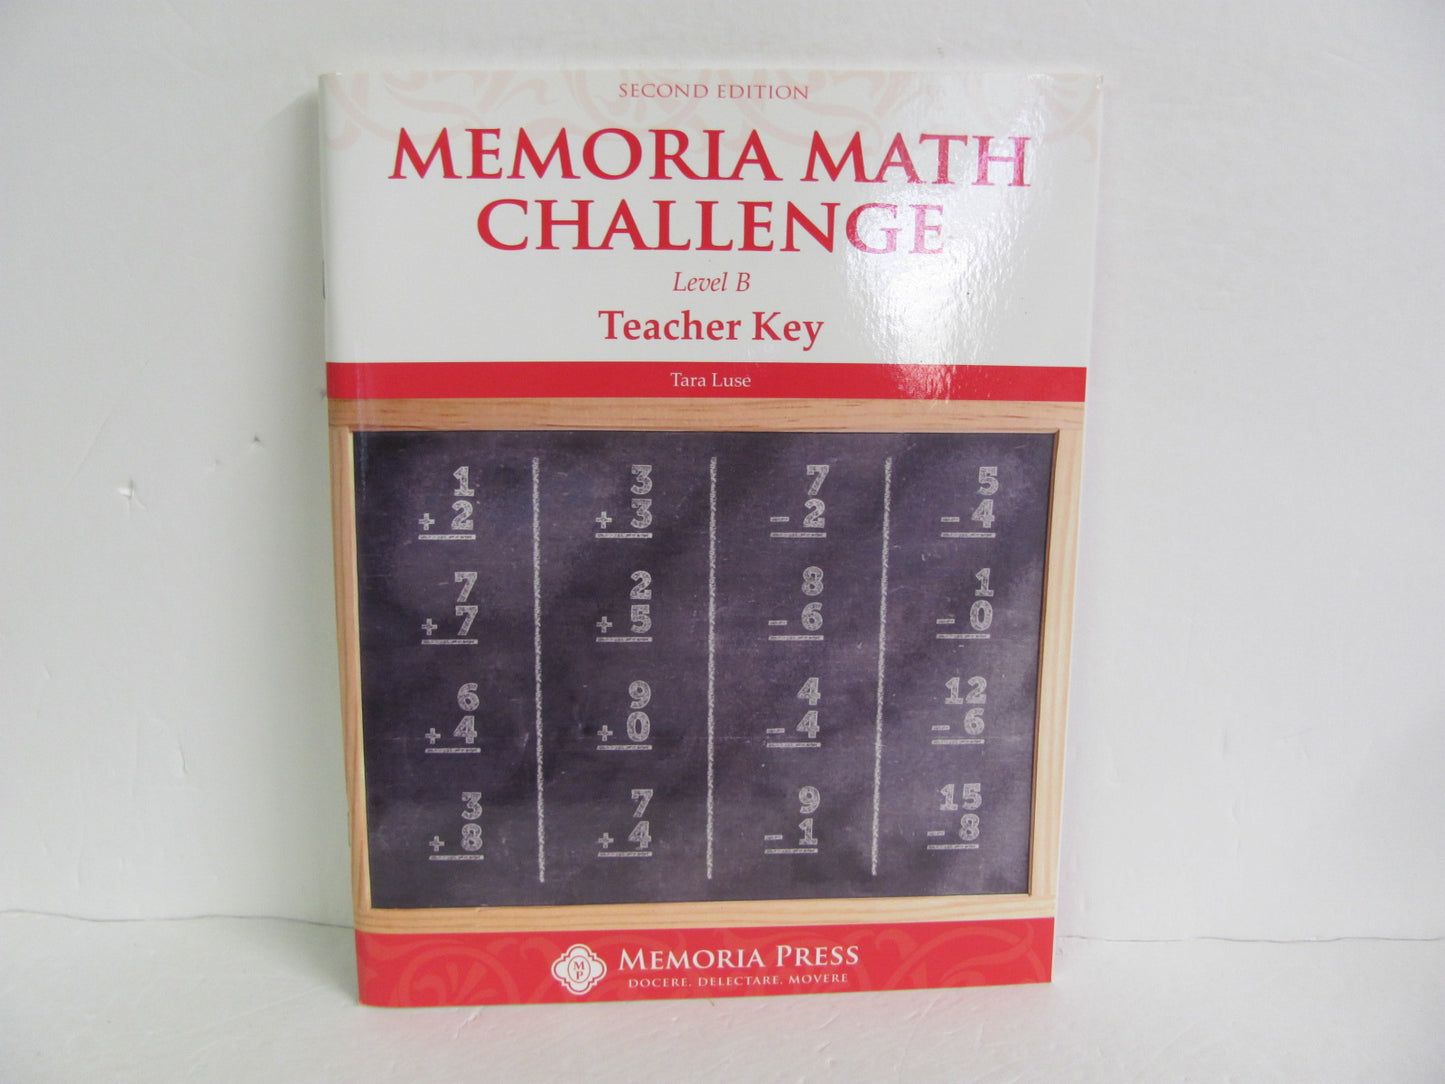 SECOND EDITION
MEMORIA MATH
CHALLENGE
Level B
Teacher Key
Tara Luse
1 3 7 5
+ 2 + 3 - 2 - 4
7 2 8 1
+ 7 + 5 - 6 - 0
6 9 4 12
+ 4 + 0 - 4 - 6
3 7 9 15
+ 8 + 4 - 1 - 8
MP
MEMORIA PRESS
DOCERE, DELECTARE, MOVERE